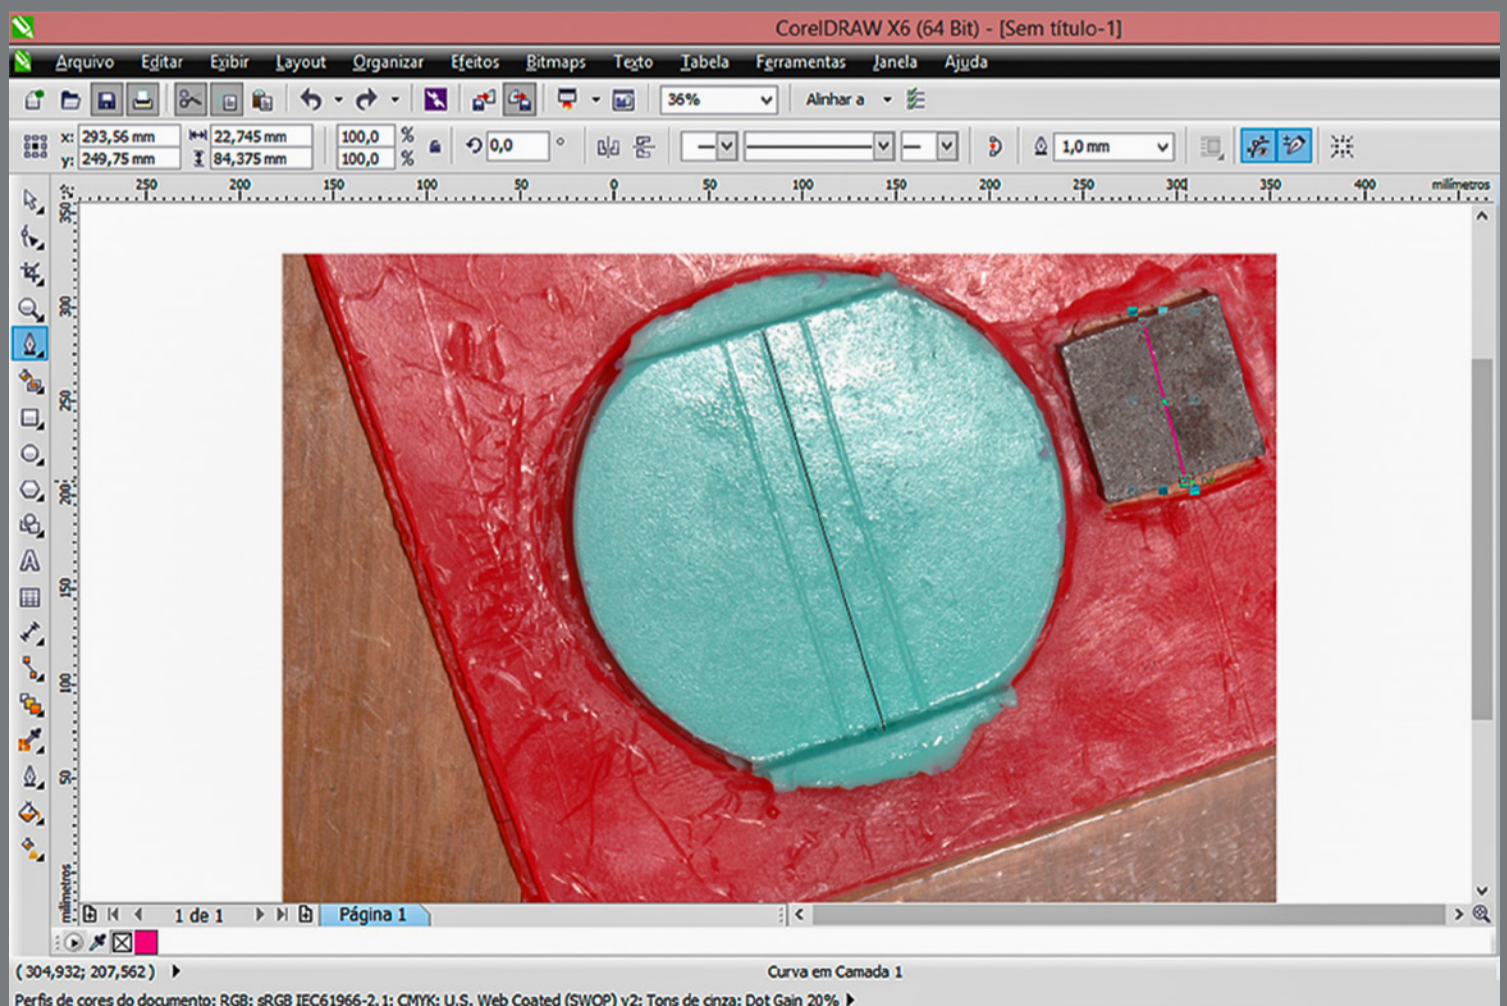 CorelDRAW X6 (64 Bit) - [Sem título-1]
Arquivo Editar Exibir Layout Organizar Efeitos Bitmaps Texto Tabela Ferramentas Janela Ajuda
36% Alinhar a
x: 293,56 mm 22,745 mm 100,0 % 0,0 ° 1,0 mm
y: 249,75 mm 84,375 mm 100,0 %
250 200 150 100 50 0 50 100 150 200 250 300 350 400 milímetros
350
300
250
200
150
100
50
milímetros
1 de 1 Página 1
( 304,932; 207,562 ) Curva em Camada 1
Perfis de cores do documento: RGB: sRGB IEC61966-2.1; CMYK: U.S. Web Coated (SWOP) v2; Tons de cinza: Dot Gain 20%